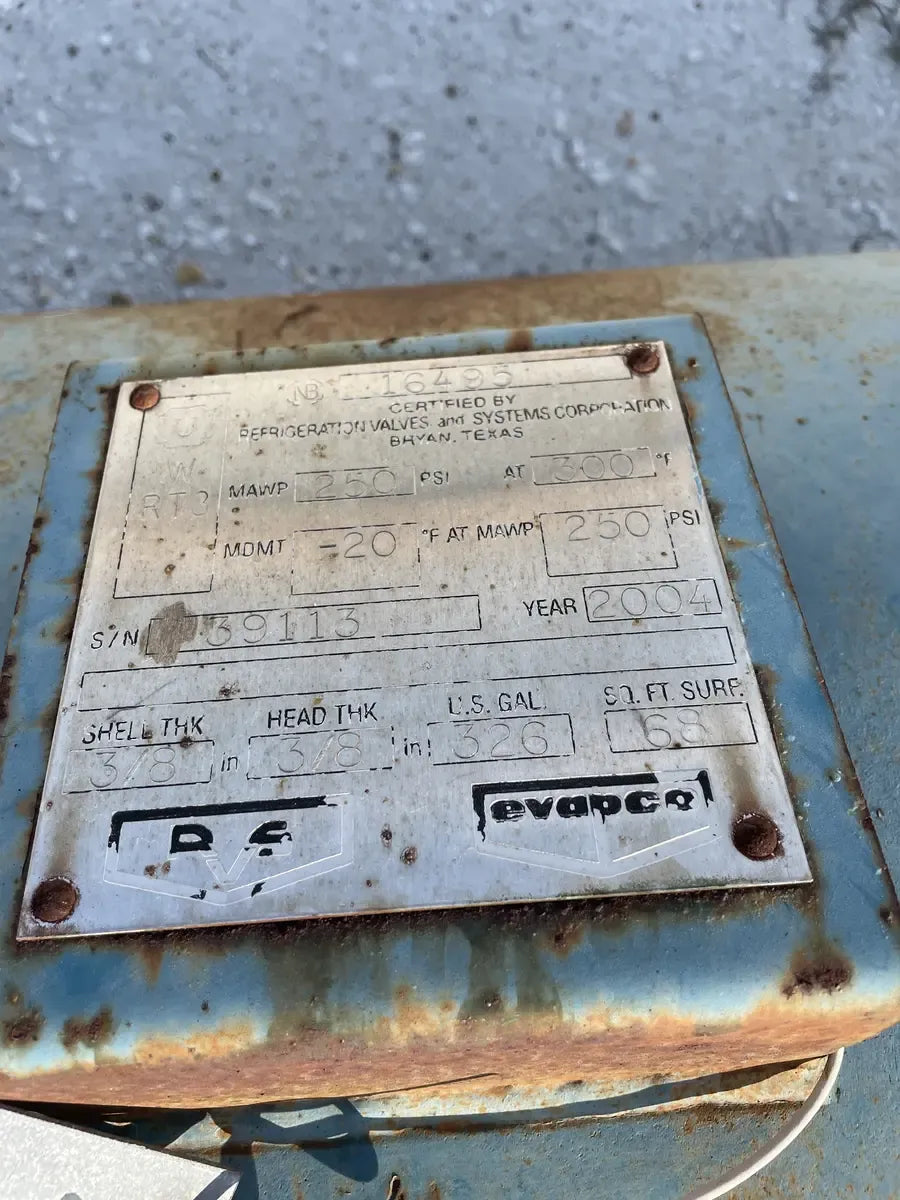 NB 16495
CERTIFIED BY
REFRIGERATION VALVES and SYSTEMS CORPORATION
BRYAN, TEXAS
U
W
RT3
MAWP 250 PSI AT 300 °F
MDMT -20 °F AT MAWP 250 PSI
S/N 39113 YEAR 2004
SHELL THK HEAD THK U.S. GAL. SQ. FT. SURF.
3/8 in 3/8 in 326 68
evapco